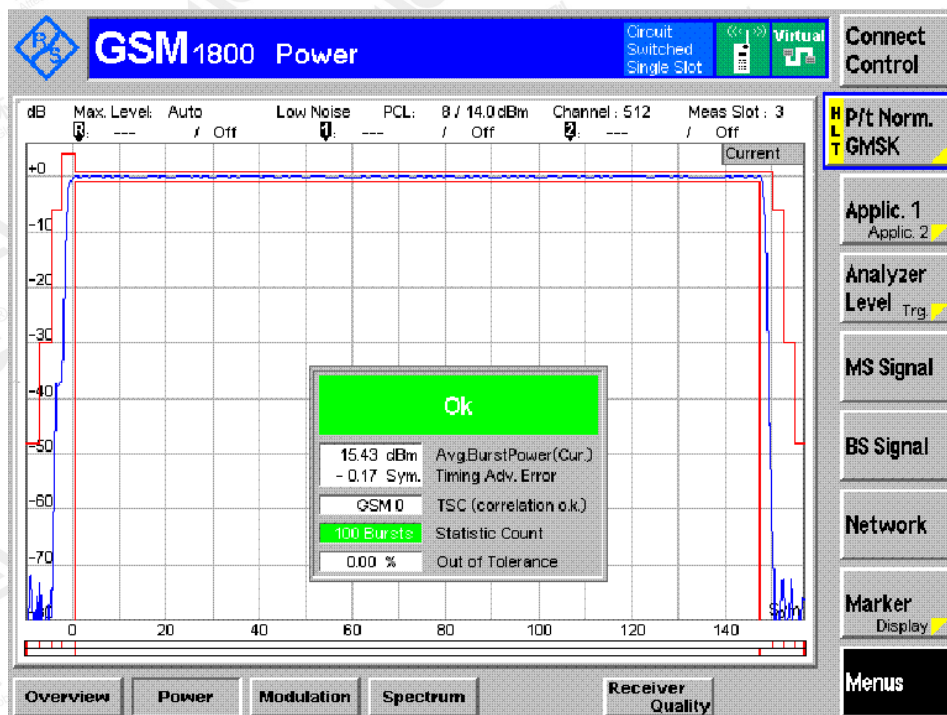 R S
GSM 1800 Power
Circuit
Switched
Single Slot
Virtual
Connect
Control
dB Max. Level: Auto Low Noise PCL: 8 / 14.0 dBm Channel : 512 Meas Slot : 3
R: --- / Off 1: --- / Off 2: --- / Off
HLT
P/t Norm.
GMSK
Current
+0
-10
-20
-30
-40
-50
-60
-70
0 20 40 60 80 100 120 140
Ok
15.43 dBm Avg.BurstPower(Cur.)
- 0.17 Sym. Timing Adv. Error
GSM 0 TSC (correlation o.k.)
100 Bursts Statistic Count
0.00 % Out of Tolerance
Applic. 1
Applic. 2
Analyzer
Level Trg.
MS Signal
BS Signal
Network
Marker
Display
Menus
Overview Power Modulation Spectrum Receiver
Quality